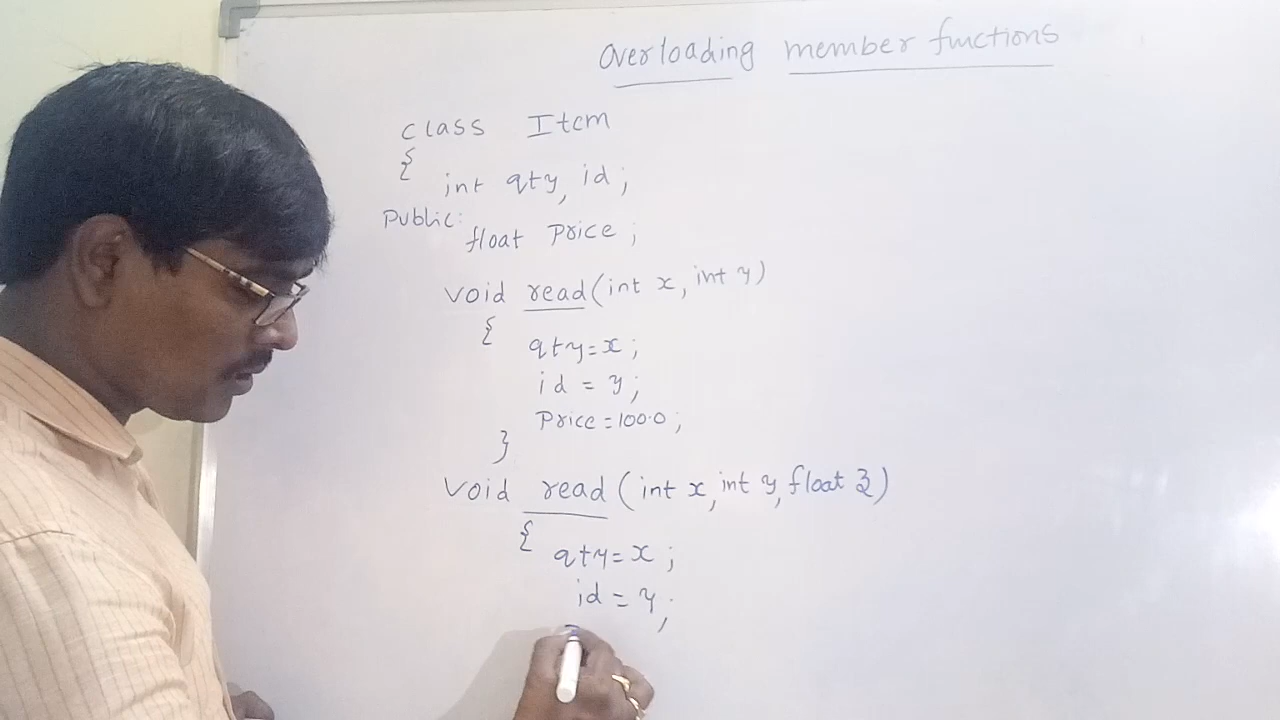 Overloading member functions
class Item
{
int qty, id;
Public:
float Price;
void read(int x, int y)
{
qty=x;
id = y;
Price=100.0;
}
void read (int x, int y, float z)
{
qty=x;
id = y;